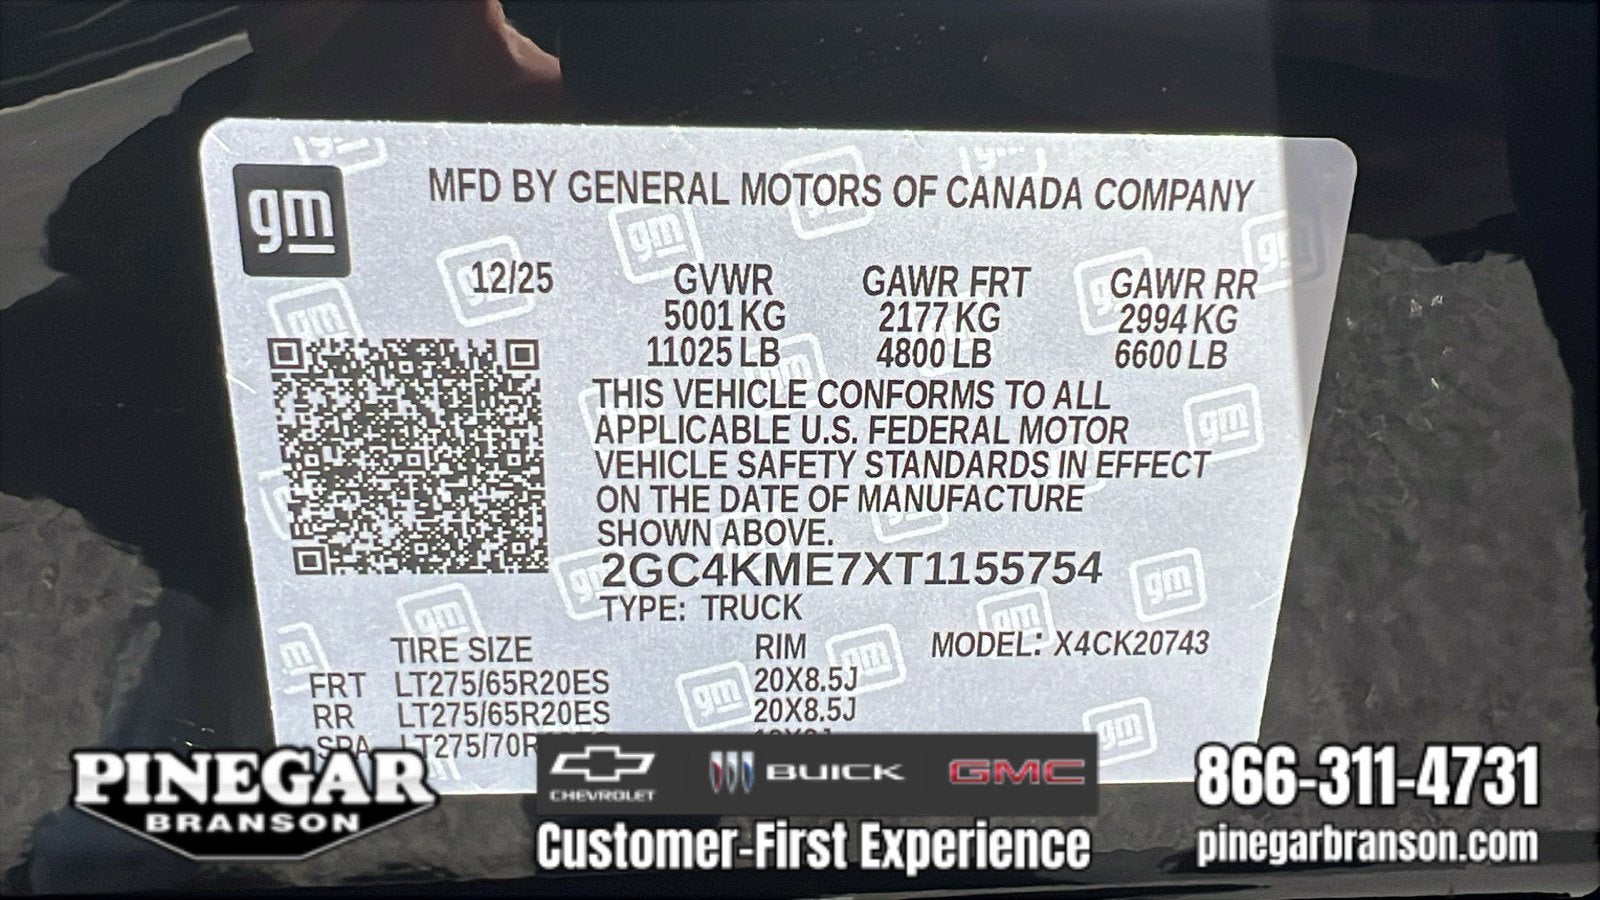 gm
MFD BY GENERAL MOTORS OF CANADA COMPANY
12/25 GVWR GAWR FRT GAWR RR
5001 KG 2177 KG 2994 KG
11025 LB 4800 LB 6600 LB
THIS VEHICLE CONFORMS TO ALL
APPLICABLE U.S. FEDERAL MOTOR
VEHICLE SAFETY STANDARDS IN EFFECT
ON THE DATE OF MANUFACTURE
SHOWN ABOVE.
2GC4KME7XT1155754
TYPE: TRUCK
TIRE SIZE RIM MODEL: X4CK20743
FRT LT275/65R20ES 20X8.5J
RR LT275/65R20ES 20X8.5J
SPA LT275/70R
PINEGAR
BRANSON
CHEVROLET BUICK GMC
Customer-First Experience
866-311-4731
pinegarbranson.com